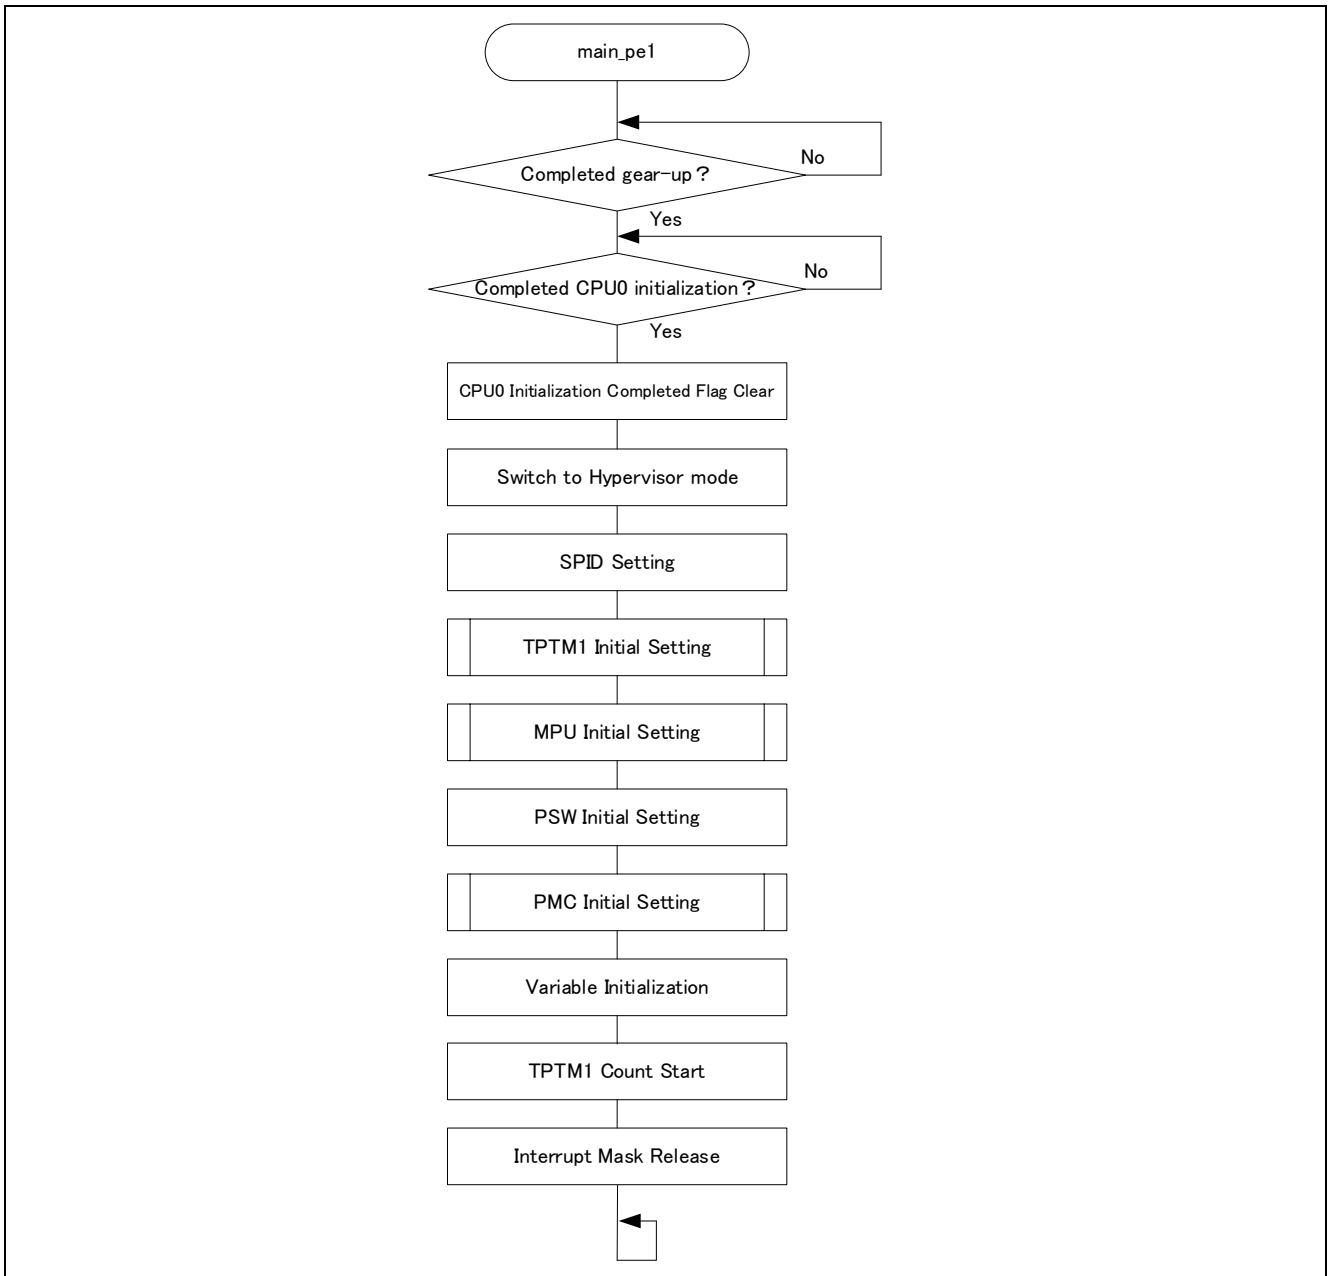 main_pe1
No
Completed gear-up？
Yes
No
Completed CPU0 initialization？
Yes
CPU0 Initialization Completed Flag Clear
Switch to Hypervisor mode
SPID Setting
TPTM1 Initial Setting
MPU Initial Setting
PSW Initial Setting
PMC Initial Setting
Variable Initialization
TPTM1 Count Start
Interrupt Mask Release